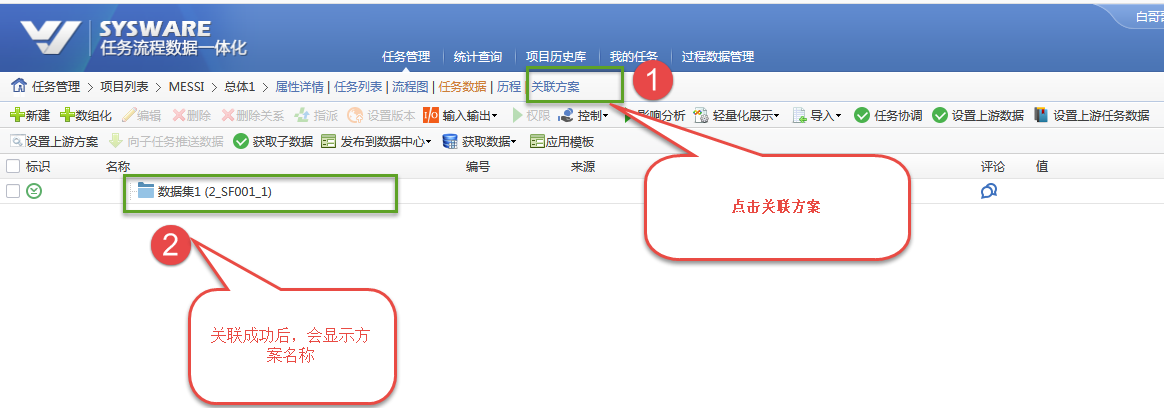 白哥哥
SYSWARE
任务流程数据一体化
任务管理 统计查询 项目历史库 我的任务 过程数据管理
任务管理 > 项目列表 > MESSI > 总体1 > 属性详情 | 任务列表 | 流程图 | 任务数据 | 历程 | 关联方案
1
新建 数组化 编辑 删除 删除关系 指派 设置版本 I/O 输入输出 权限 控制 影响分析 轻量化展示 导入 任务协调 设置上游数据 设置上游任务数据
设置上游方案 向子任务推送数据 获取子数据 发布到数据中心 获取数据 应用模板
标识 名称 编号 来源 评论 值
数据集1 (2_SF001_1)
点击关联方案
2
关联成功后，会显示方
案名称